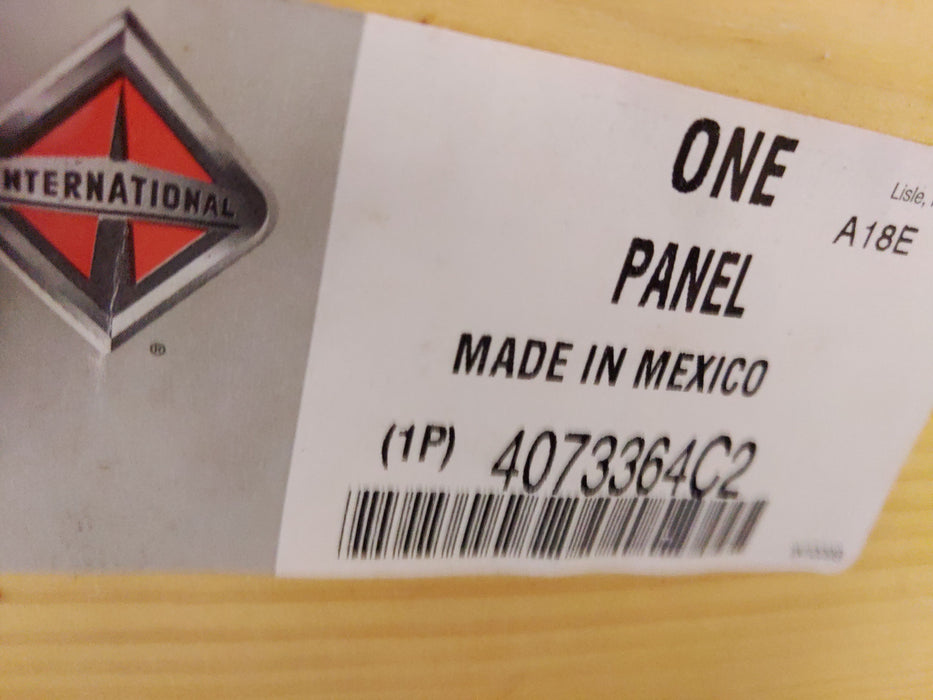 INTERNATIONAL
®
ONE
Lisle,
A18E
PANEL
MADE IN MEXICO
(1P) 4073364C2